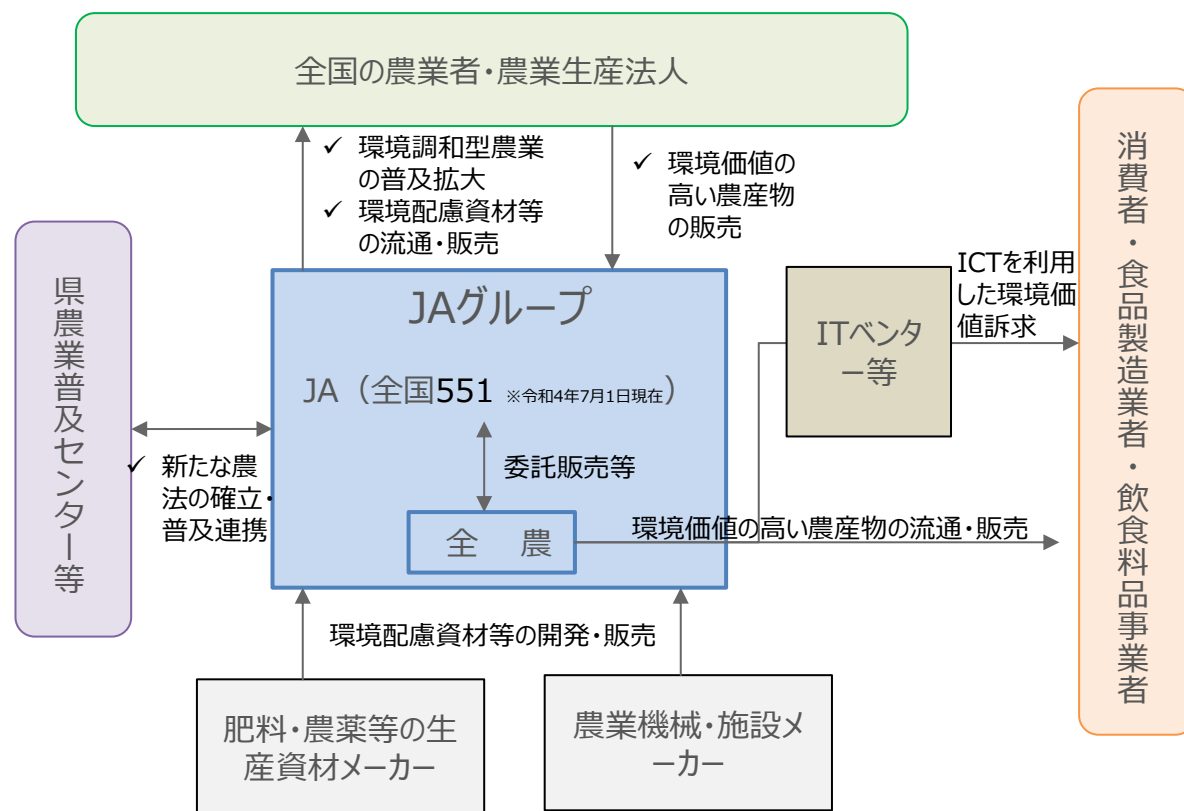 全国の農業者・農業生産法人
✓ 環境調和型農業
の普及拡大
✓ 環境配慮資材等
の流通・販売
✓ 環境価値の
高い農産物
の販売
県農業普及センター等
✓ 新たな農
法の確立・
普及連携
JAグループ
JA（全国551 ※令和4年7月1日現在）
委託販売等
全 農
ITベンタ
ー等
ICTを利用
した環境価
値訴求
環境価値の高い農産物の流通・販売
消費者・食品製造業者・飲食料品事業者
環境配慮資材等の開発・販売
肥料・農薬等の生
産資材メーカー
農業機械・施設メ
ーカー